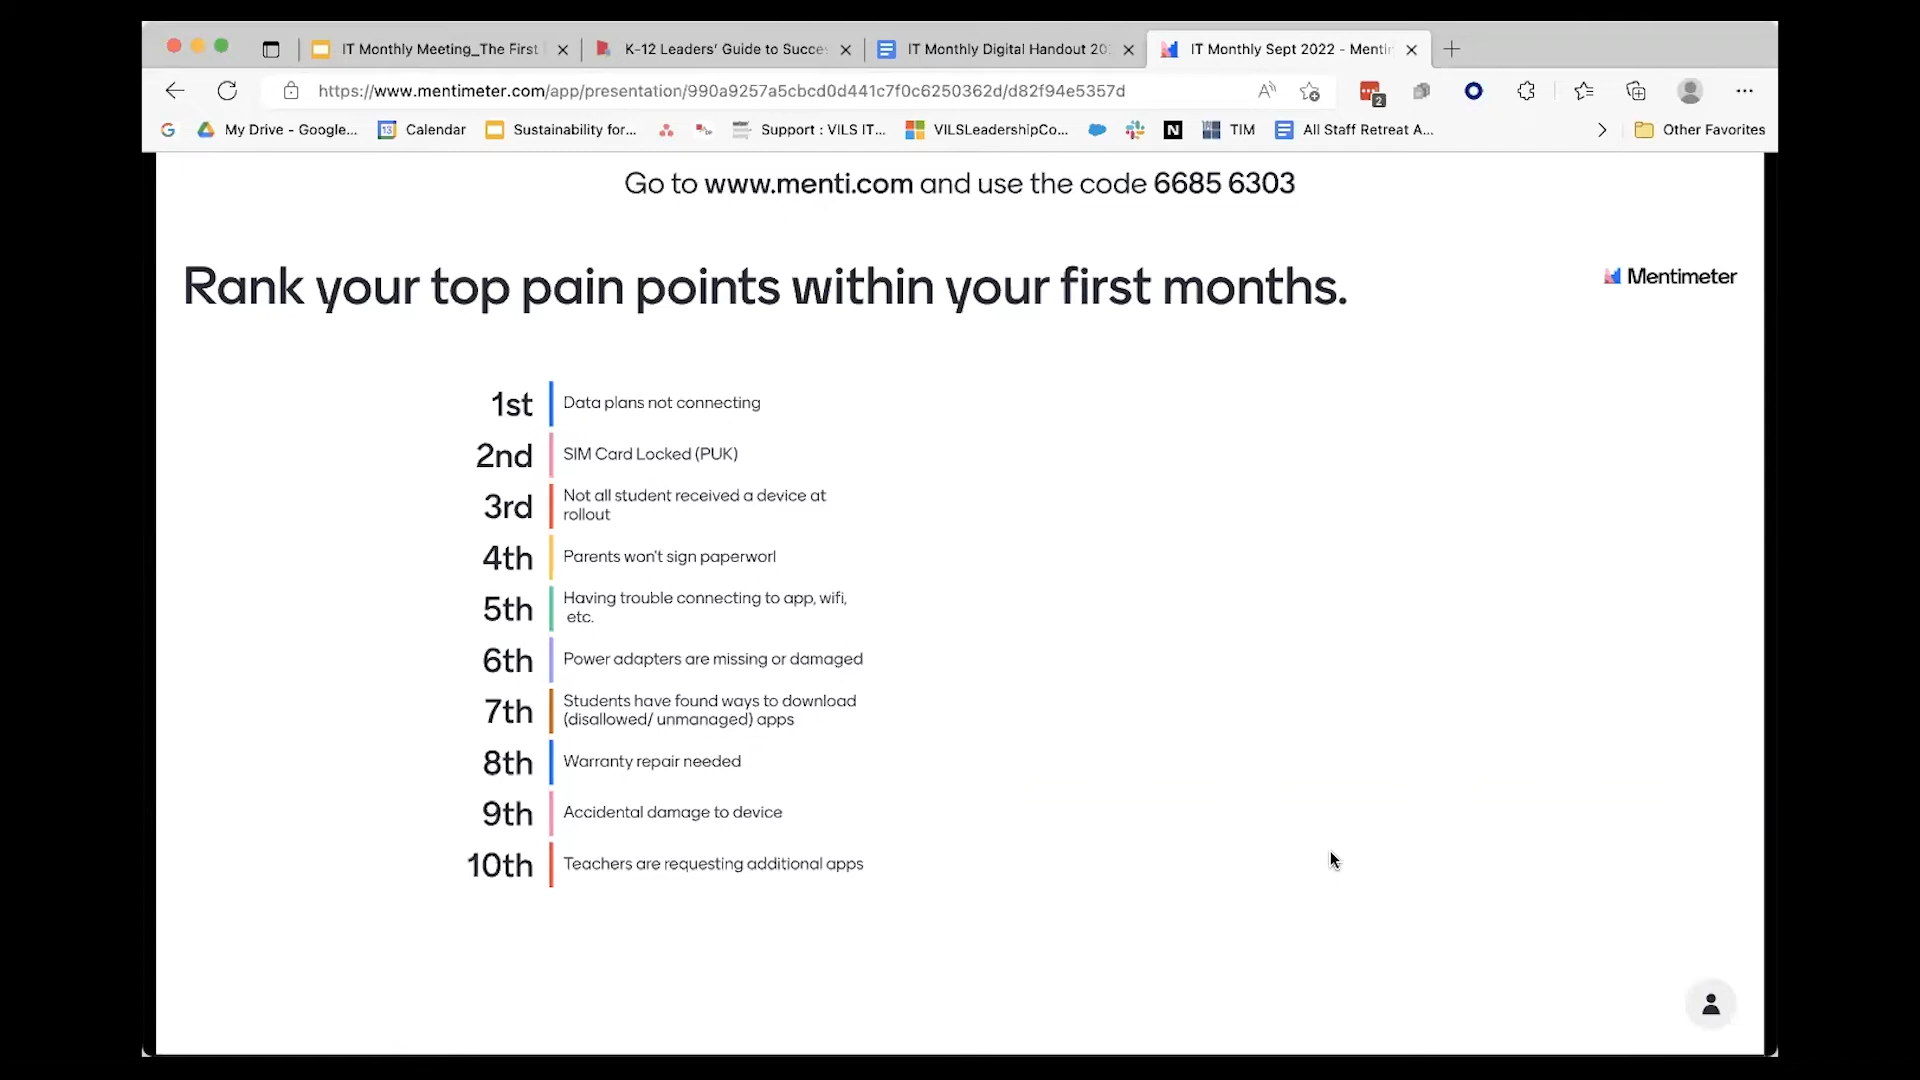 IT Monthly Meeting_The First
K-12 Leaders' Guide to Succe
IT Monthly Digital Handout 20
IT Monthly Sept 2022 - Menti
https://www.mentimeter.com/app/presentation/990a9257a5cbcd0d441c7f0c6250362d/d82f94e5357d
2
G
My Drive - Google...
13
Calendar
Sustainability for...
Support : VILS IT...
VILSLeadershipCo...
N
TIM
All Staff Retreat A...
Other Favorites
Go to www.menti.com and use the code 6685 6303
Rank your top pain points within your first months.
Mentimeter
1st Data plans not connecting
2nd SIM Card Locked (PUK)
3rd Not all student received a device at
rollout
4th Parents won't sign paperworl
5th Having trouble connecting to app, wifi,
etc.
6th Power adapters are missing or damaged
7th Students have found ways to download
(disallowed/ unmanaged) apps
8th Warranty repair needed
9th Accidental damage to device
10th Teachers are requesting additional apps